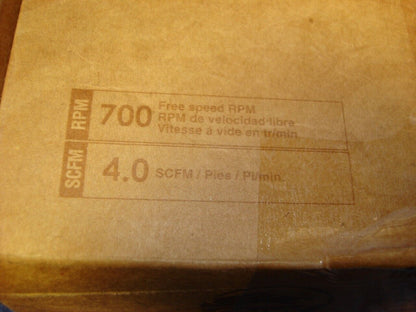 RPM
700
Free speed RPM
RPM de velocidad libre
Vitesse à vide en tr/min.
SCFM
4.0
SCFM / Pies / Pi/min.